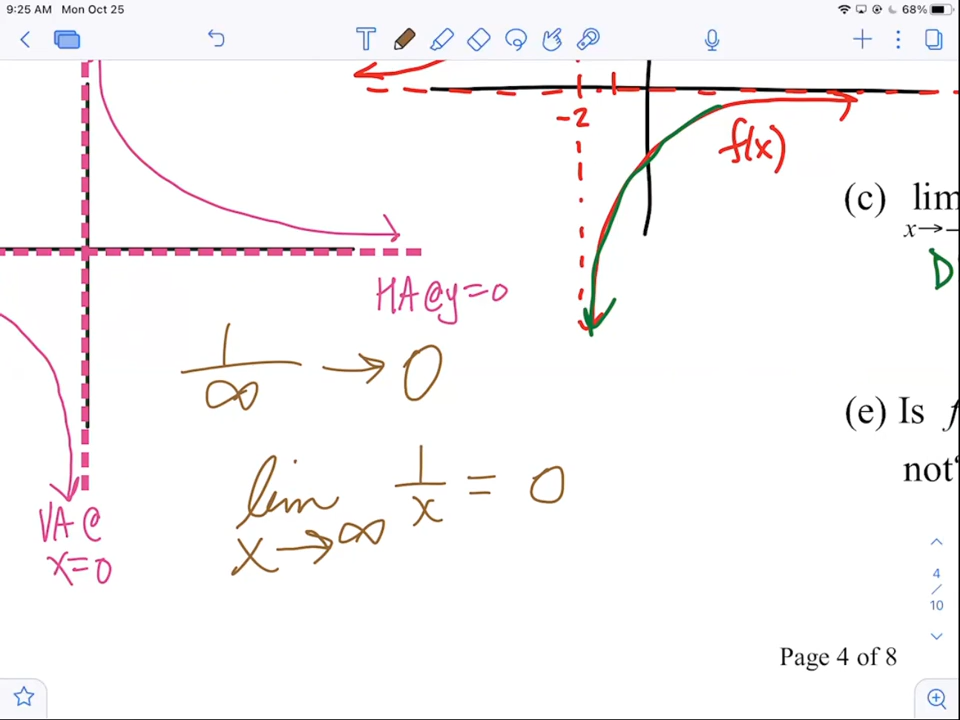 9:25 AM Mon Oct 25
68%
T
-2
f(x)
(c) lim
x→-
D
HA@y=0
1/∞ → 0
(e) Is f
not
lim 1/x = 0
x→∞
VA@
x=0
4
/
10
Page 4 of 8